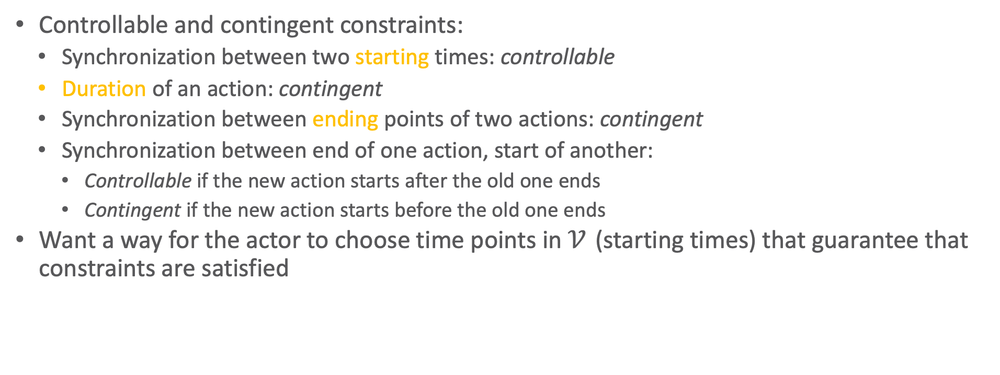 • Controllable and contingent constraints:
• Synchronization between two starting times: controllable
• Duration of an action: contingent
• Synchronization between ending points of two actions: contingent
• Synchronization between end of one action, start of another:
• Controllable if the new action starts after the old one ends
• Contingent if the new action starts before the old one ends
• Want a way for the actor to choose time points in 𝒱 (starting times) that guarantee that
constraints are satisfied